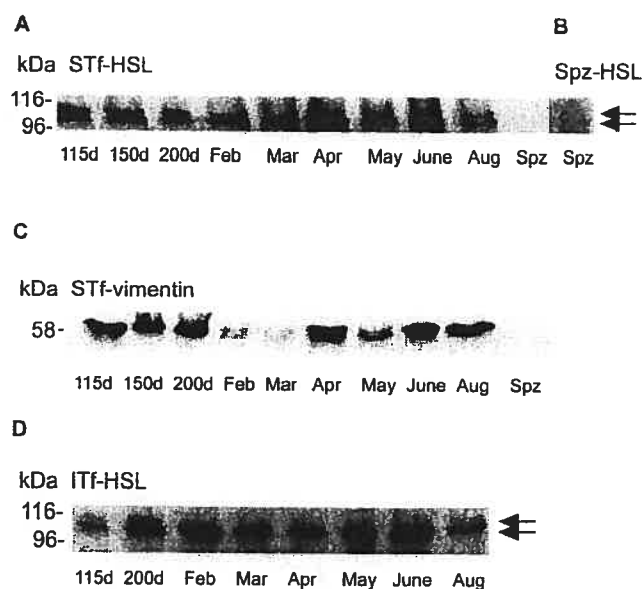 A
B
kDa STf-HSL
Spz-HSL
116-
96-
115d 150d 200d Feb Mar Apr May June Aug Spz Spz
C
kDa STf-vimentin
58-
115d 150d 200d Feb Mar Apr May June Aug Spz
D
kDa ITf-HSL
116-
96-
115d 200d Feb Mar Apr May June Aug